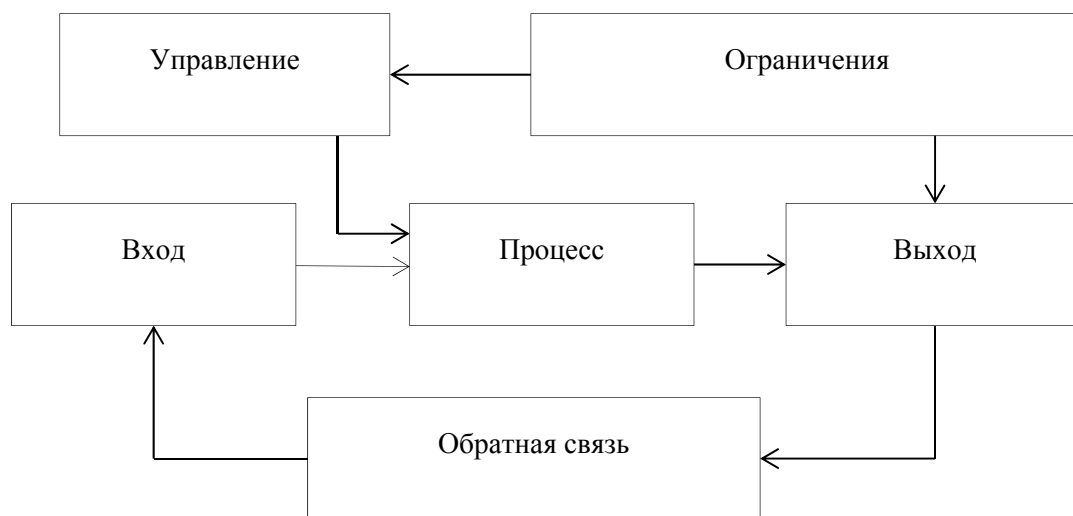 Управление
Ограничения
Вход
Процесс
Выход
Обратная связь